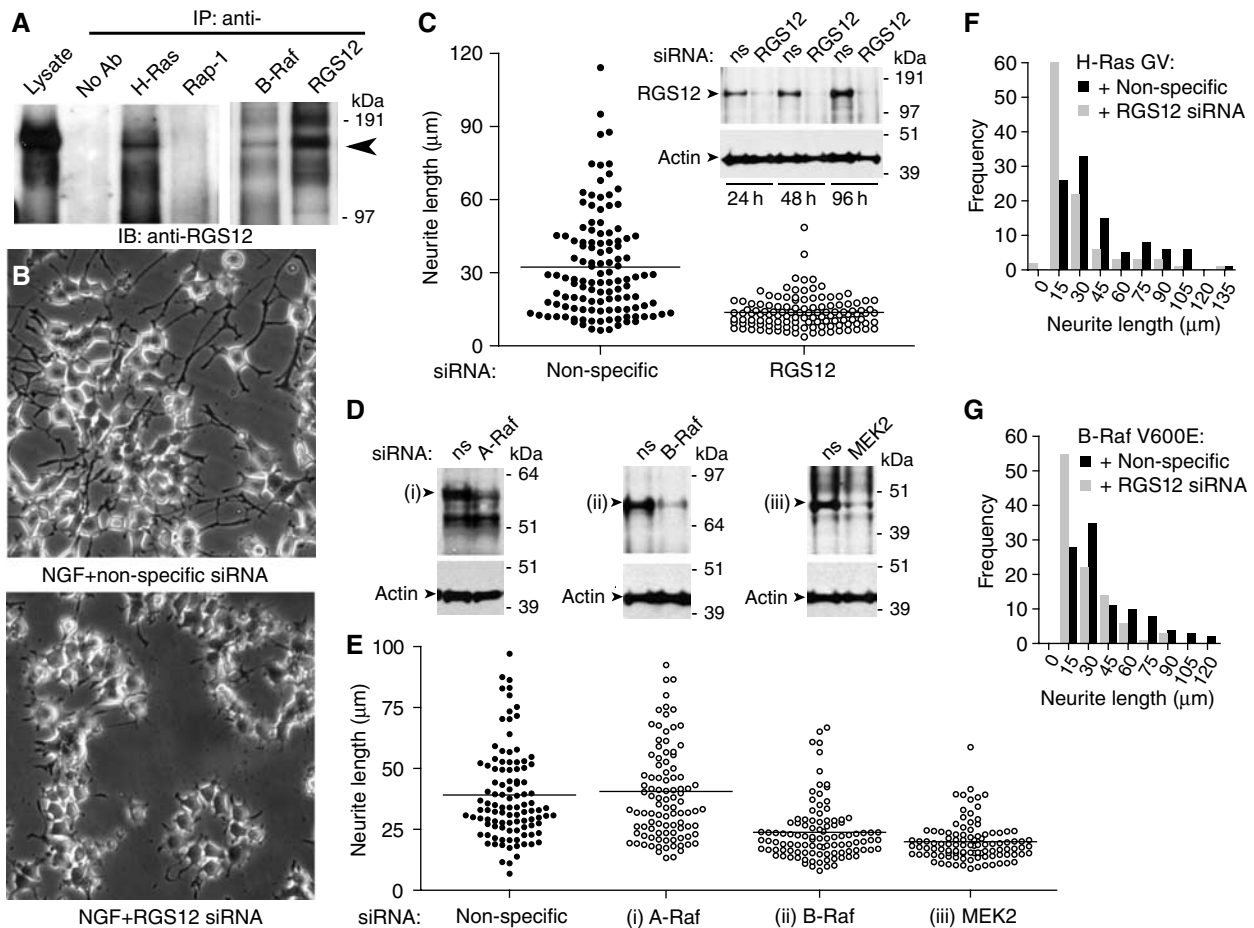 A
IP: anti-
Lysate
No Ab
H-Ras
Rap-1
B-Raf
RGS12
kDa
- 191
- 97
IB: anti-RGS12
B
NGF+non-specific siRNA
NGF+RGS12 siRNA
C
Neurite length (μm)
120
90
60
30
0
siRNA:
Non-specific
RGS12
siRNA:
ns
RGS12
ns
RGS12
ns
RGS12
kDa
- 191
- 97
- 51
- 39
RGS12
Actin
24 h
48 h
96 h
D
siRNA:
ns
A-Raf
kDa
(i)
- 64
- 51
- 51
- 39
Actin
ns
B-Raf
kDa
(ii)
- 97
- 64
- 51
- 39
Actin
ns
MEK2
kDa
(iii)
- 51
- 39
- 51
- 39
Actin
E
Neurite length (μm)
100
75
50
25
0
siRNA:
Non-specific
(i) A-Raf
(ii) B-Raf
(iii) MEK2
F
H-Ras GV:
+ Non-specific
+ RGS12 siRNA
Frequency
60
50
40
30
20
10
0
0
15
30
45
60
75
90
105
120
135
Neurite length (μm)
G
B-Raf V600E:
+ Non-specific
+ RGS12 siRNA
Frequency
60
50
40
30
20
10
0
0
15
30
45
60
75
90
105
120
Neurite length (μm)